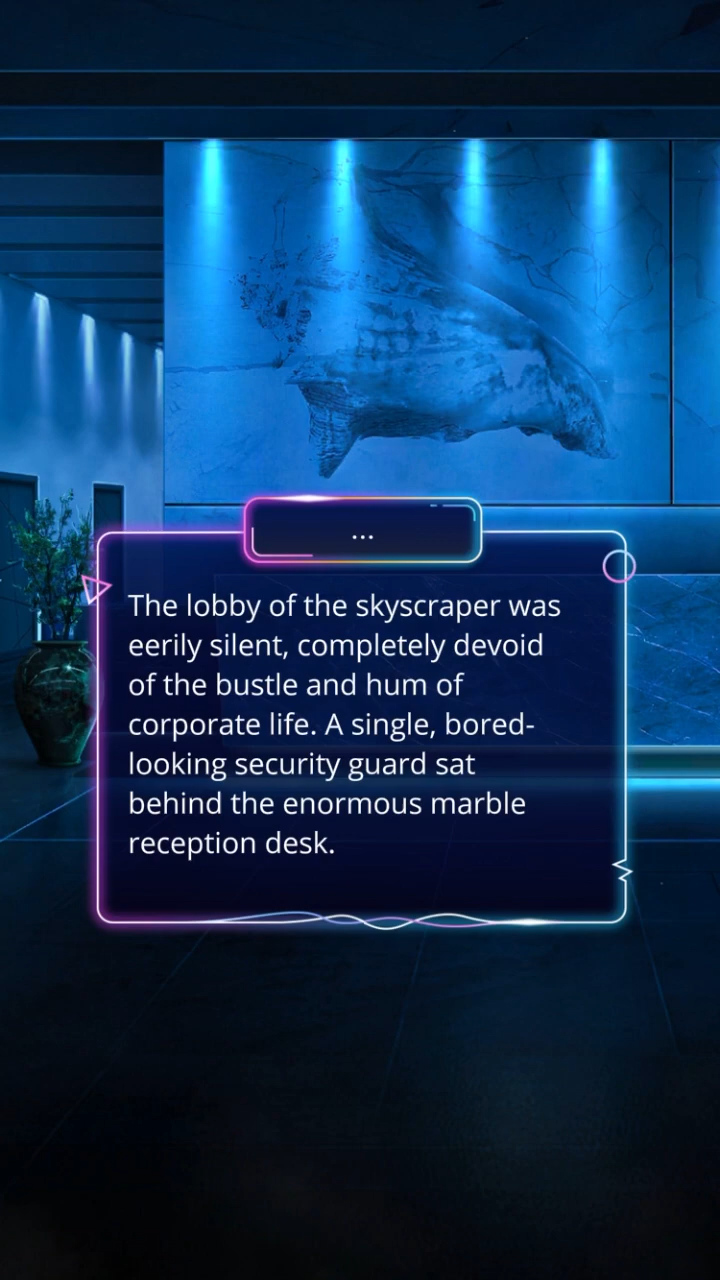 ...
The lobby of the skyscraper was
eerily silent, completely devoid
of the bustle and hum of
corporate life. A single, bored-
looking security guard sat
behind the enormous marble
reception desk.